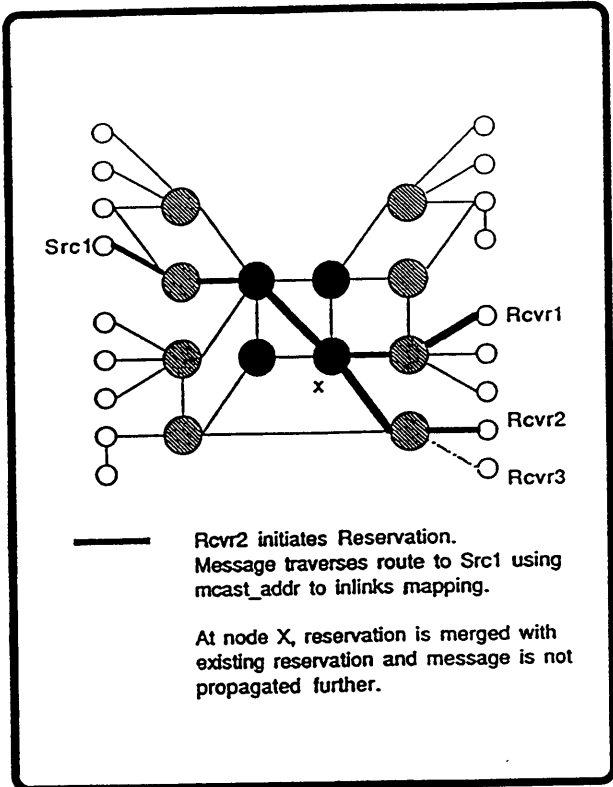 Src1
Rcvr1
x
Rcvr2
Rcvr3
Rcvr2 initiates Reservation.
Message traverses route to Src1 using
mcast_addr to inlinks mapping.
At node X, reservation is merged with
existing reservation and message is not
propagated further.